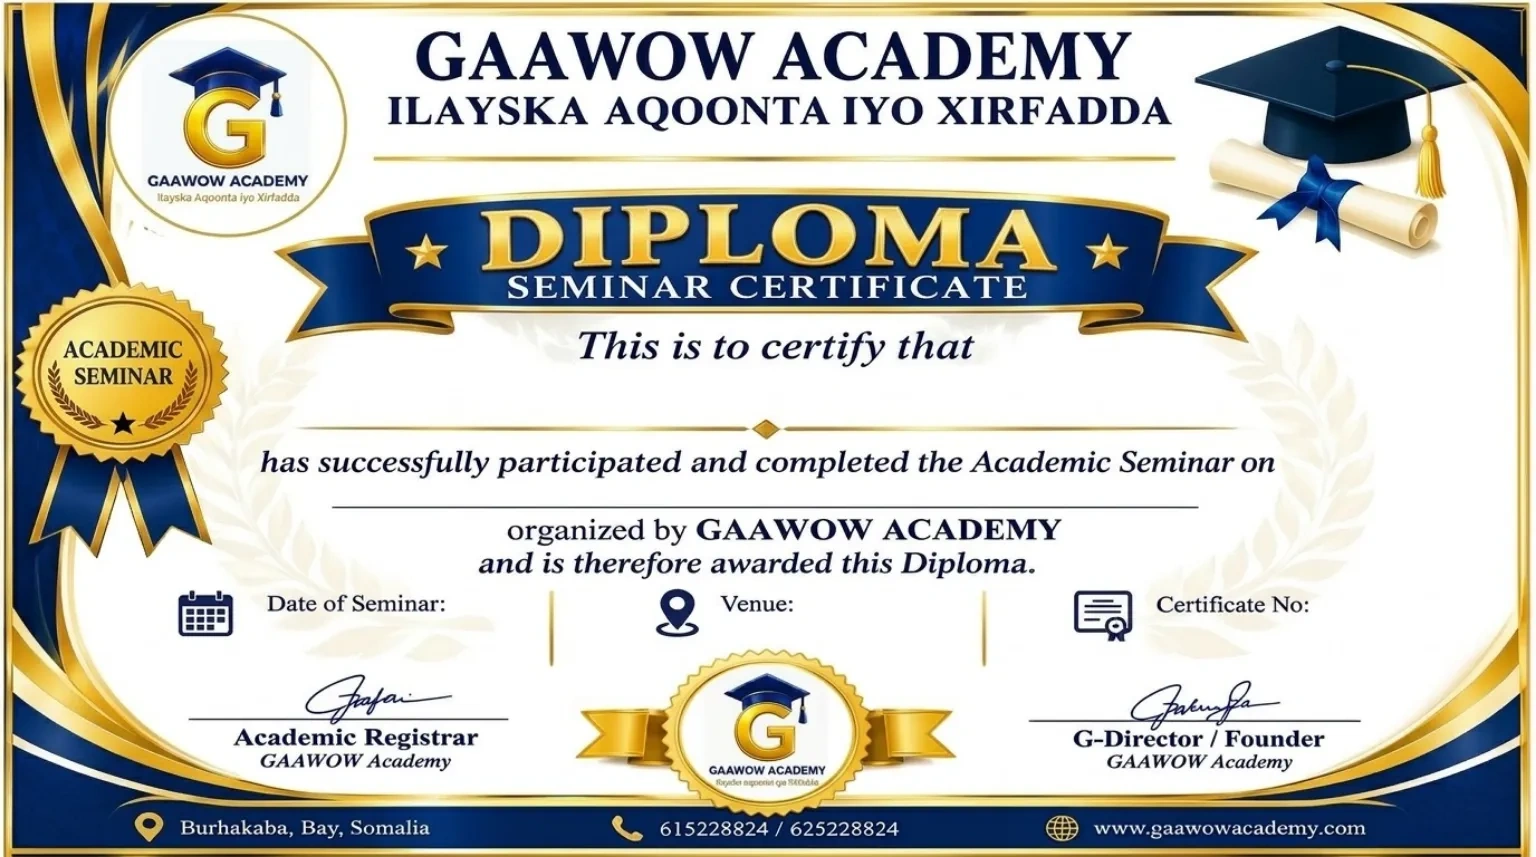 GAAWOW ACADEMY
ILAYSKA AQOONTA IYO XIRFADDA
G
GAAWOW ACADEMY
Ilayska Aqoonta iyo Xirfadda
DIPLOMA
SEMINAR CERTIFICATE
This is to certify that
ACADEMIC
SEMINAR
has successfully participated and completed the Academic Seminar on
organized by GAAWOW ACADEMY
and is therefore awarded this Diploma.
Date of Seminar:
Venue:
Certificate No:
Academic Registrar
GAAWOW Academy
G
GAAWOW ACADEMY
G-Director / Founder
GAAWOW Academy
Burhakaba, Bay, Somalia
615228824 / 625228824
www.gaawowacademy.com